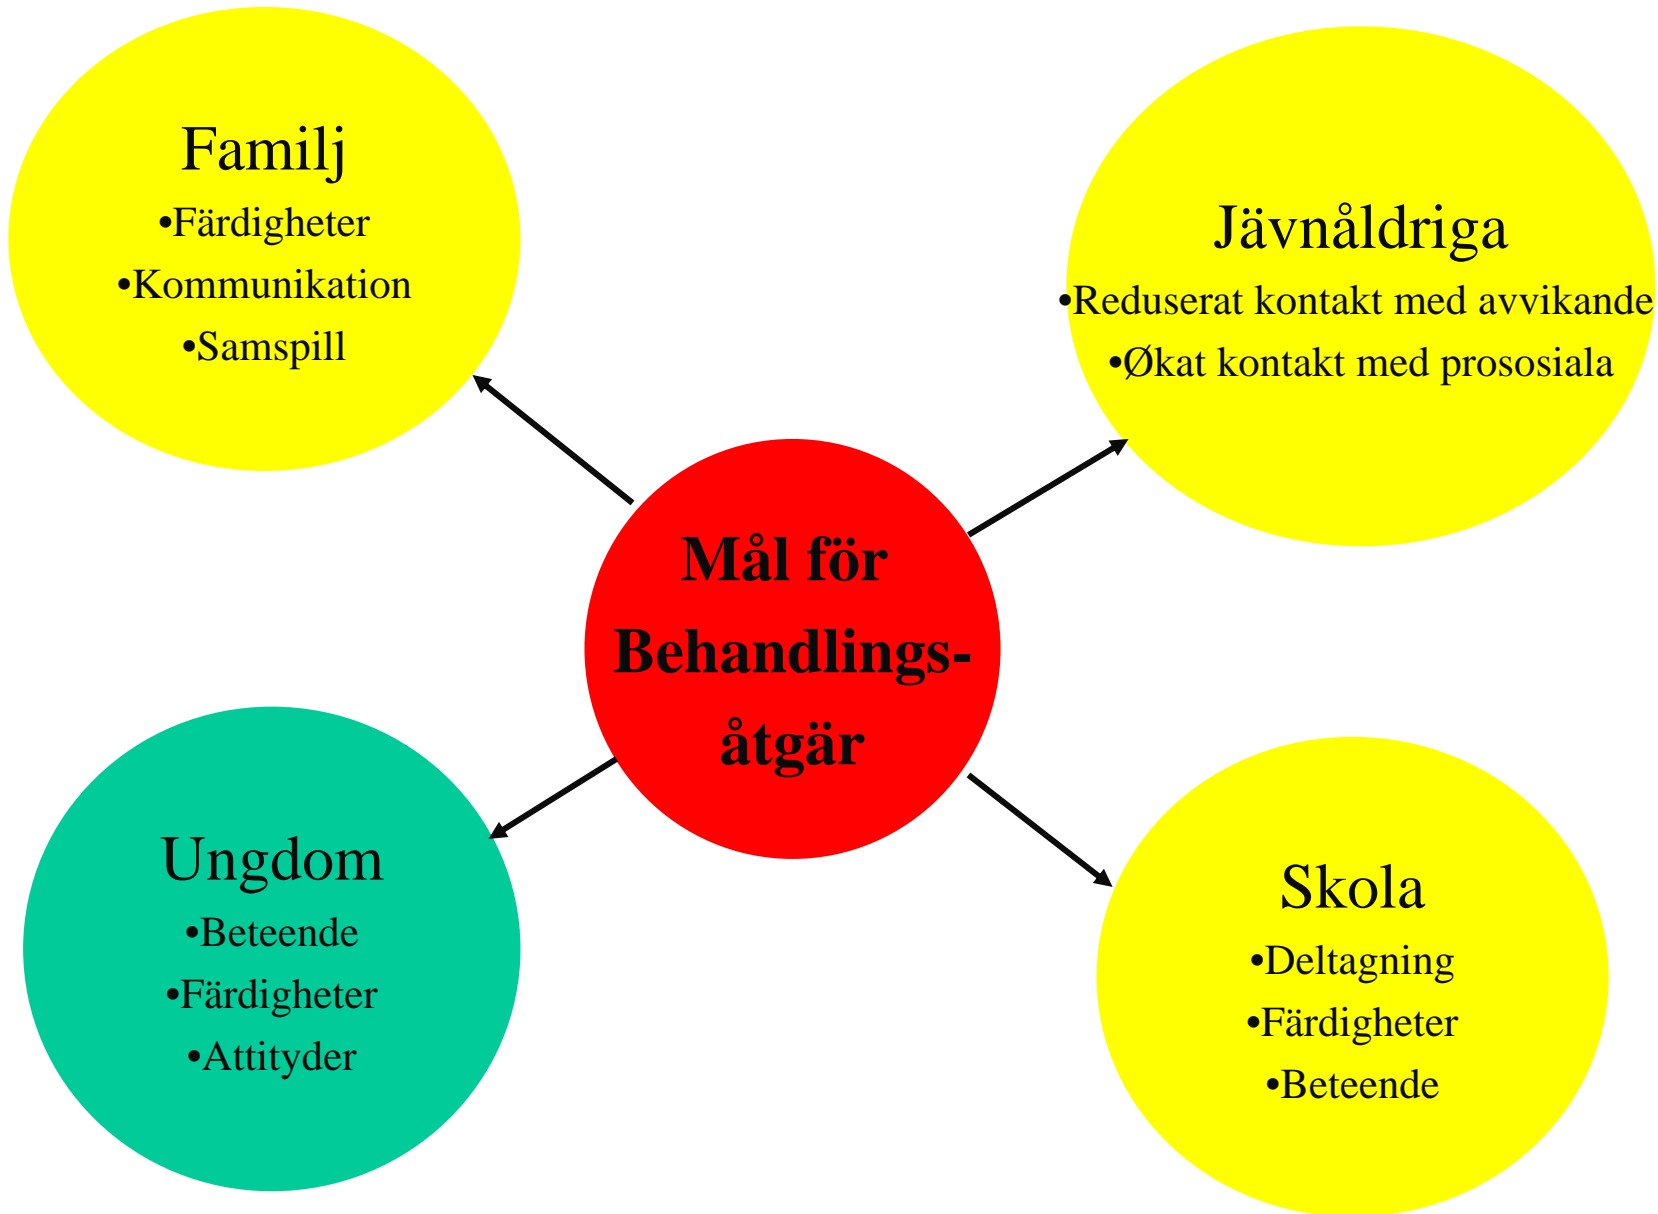 Familj
•Färdigheter
•Kommunikation
•Samspill
Jävnåldriga
•Reduserat kontakt med avvikande
•Økat kontakt med prososiala
Mål för
Behandlings-
åtgär
Ungdom
•Beteende
•Färdigheter
•Attityder
Skola
•Deltagning
•Färdigheter
•Beteende